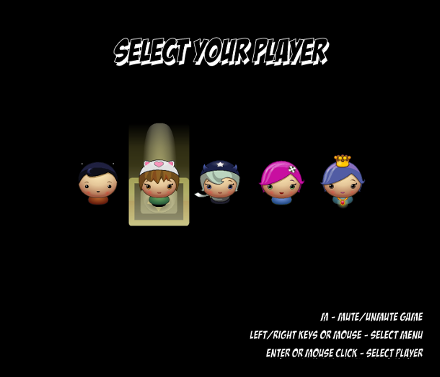 SELECT YOUR PLAYER
M - MUTE/UNMUTE GAME
LEFT/RIGHT KEYS OR MOUSE - SELECT MENU
ENTER OR MOUSE CLICK - SELECT PLAYER